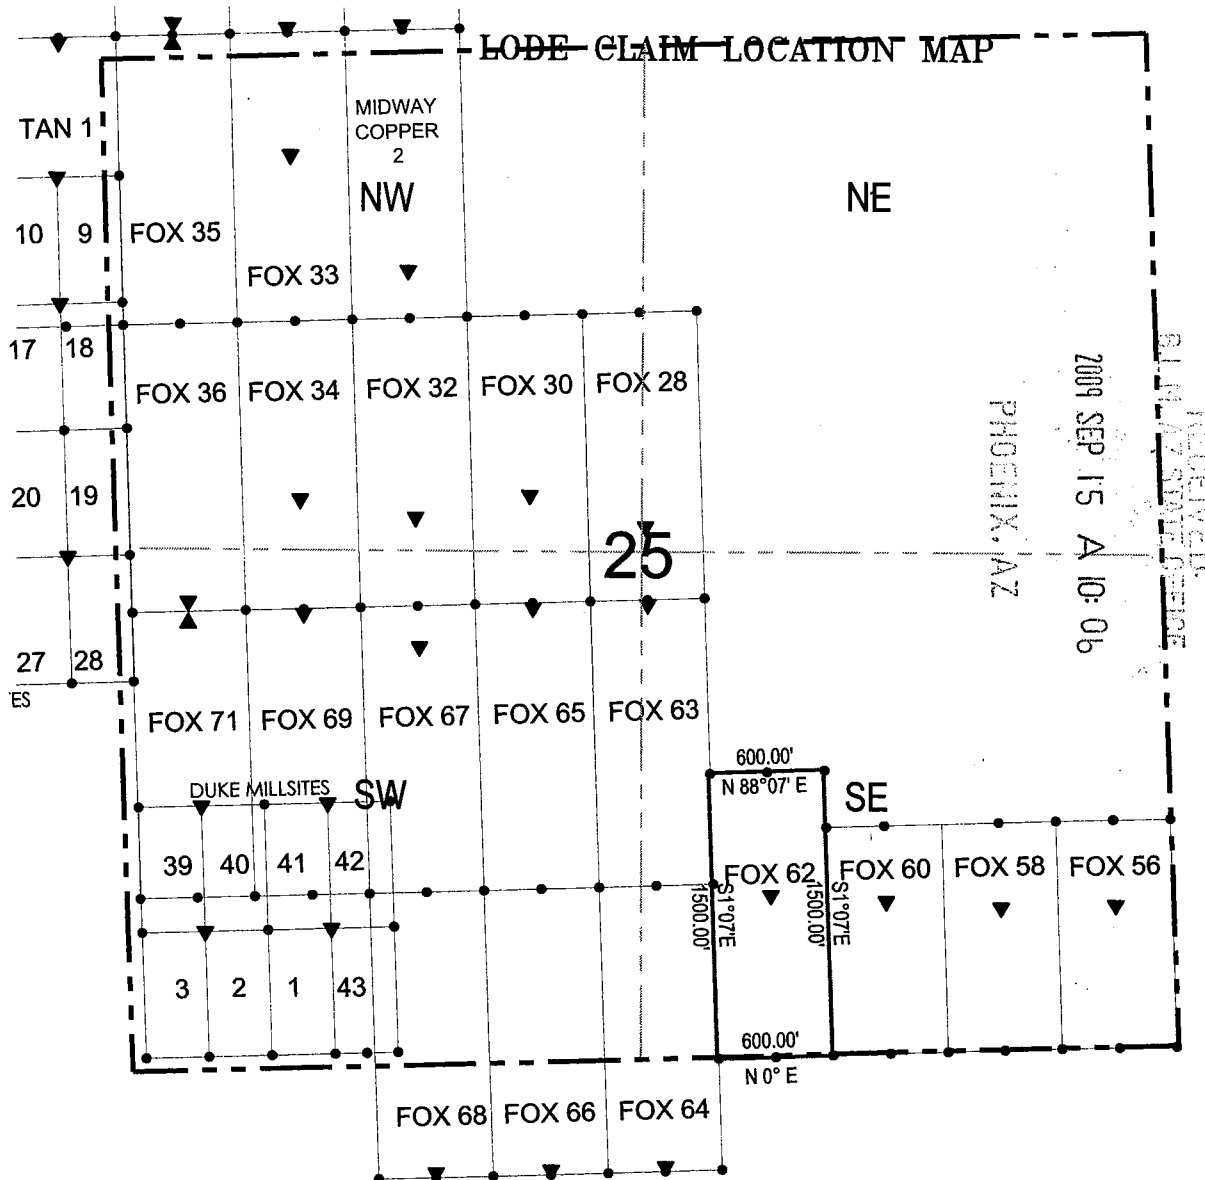 LODE CLAIM LOCATION MAP
MIDWAY
COPPER
2
TAN 1
NW
NE
10
9
FOX 35
FOX 33
17
18
FOX 36
FOX 34
FOX 32
FOX 30
FOX 28
20
19
25
27
28
ES
FOX 71
FOX 69
FOX 67
FOX 65
FOX 63
600.00'
N 88°07' E
DUKE MILLSITES
SW
SE
39
40
41
42
FOX 62
FOX 60
FOX 58
FOX 56
S1°07'E
1500.00'
S1°07'E
1500.00'
3
2
1
43
600.00'
N 0° E
FOX 68
FOX 66
FOX 64
RECEIVED
B.L.M. AZ STATE OFFICE
2009 SEP 15 A 10:06
PHOENIX, AZ